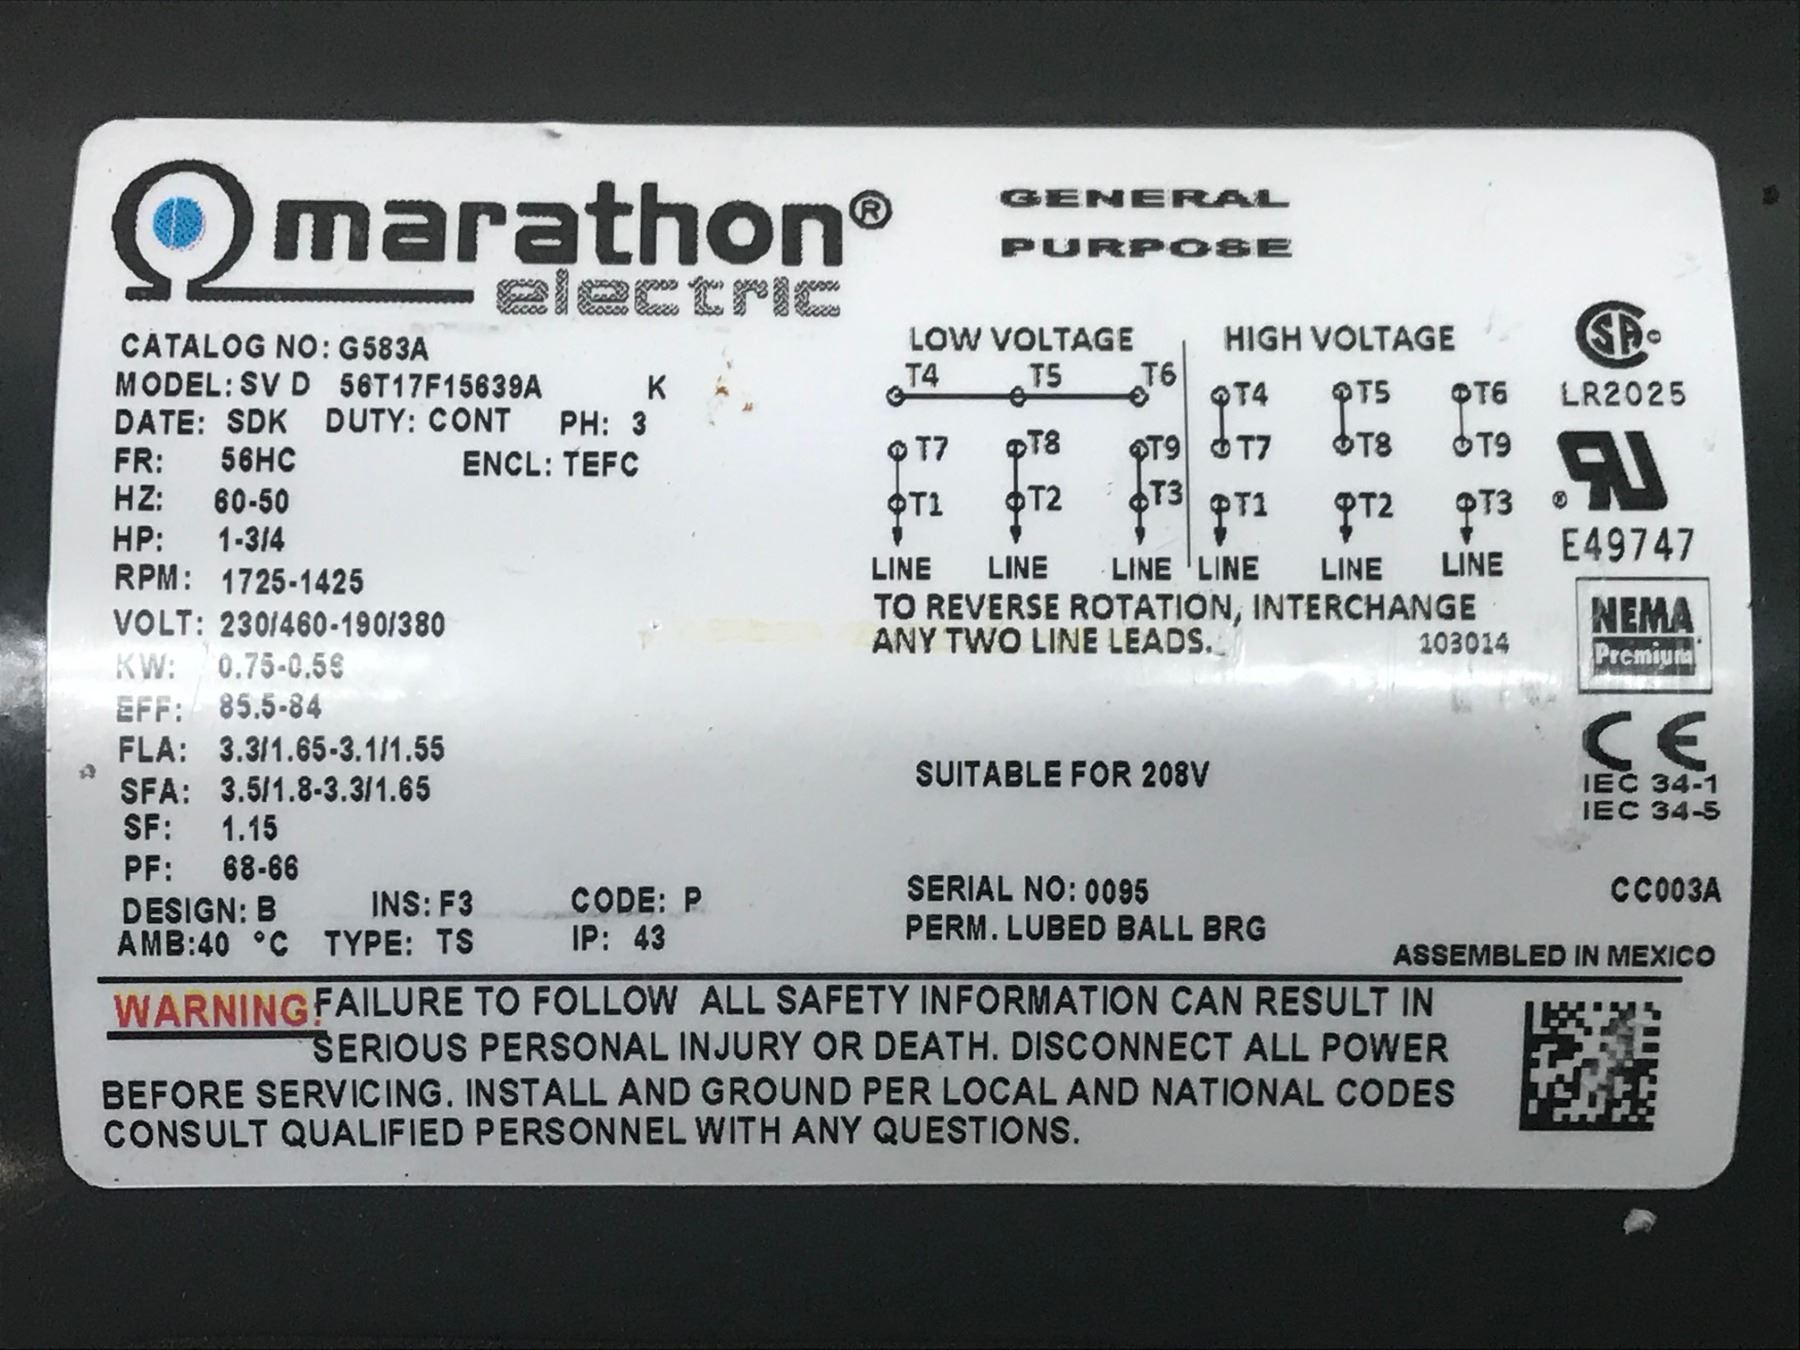 marathon®
electric
GENERAL
PURPOSE
CATALOG NO: G583A
MODEL: SV D 56T17F15639A K
DATE: SDK DUTY: CONT PH: 3
FR: 56HC ENCL: TEFC
HZ: 60-50
HP: 1-3/4
RPM: 1725-1425
VOLT: 230/460-190/380
KW: 0.75-0.56
EFF: 85.5-84
FLA: 3.3/1.65-3.1/1.55
SFA: 3.5/1.8-3.3/1.65
SF: 1.15
PF: 68-66
DESIGN: B INS: F3 CODE: P
AMB:40 °C TYPE: TS IP: 43
LOW VOLTAGE
T4 T5 T6
T7 T8 T9
T1 T2 T3
LINE LINE LINE
HIGH VOLTAGE
T4 T5 T6
T7 T8 T9
T1 T2 T3
LINE LINE LINE
TO REVERSE ROTATION, INTERCHANGE
ANY TWO LINE LEADS. 103014
SUITABLE FOR 208V
SERIAL NO: 0095
PERM. LUBED BALL BRG
SA
LR2025
RU®
E49747
NEMA
Premium
CE
IEC 34-1
IEC 34-5
CC003A
ASSEMBLED IN MEXICO
WARNING: FAILURE TO FOLLOW ALL SAFETY INFORMATION CAN RESULT IN
SERIOUS PERSONAL INJURY OR DEATH. DISCONNECT ALL POWER
BEFORE SERVICING. INSTALL AND GROUND PER LOCAL AND NATIONAL CODES
CONSULT QUALIFIED PERSONNEL WITH ANY QUESTIONS.